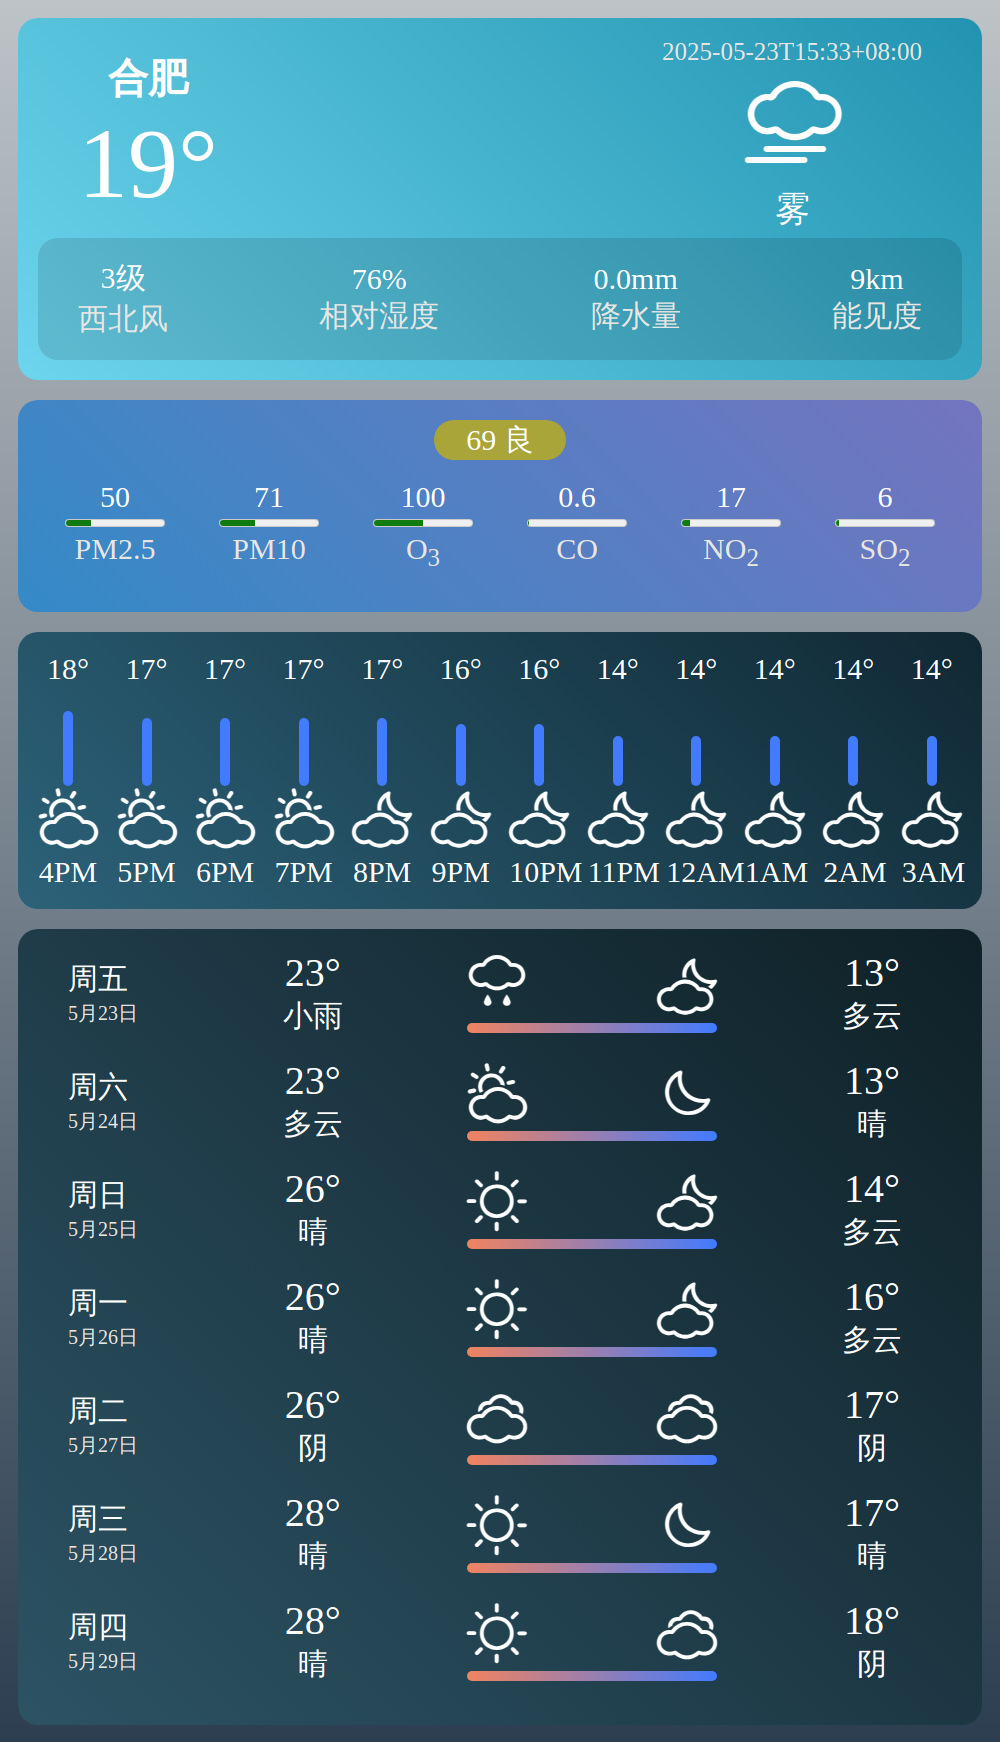 合肥
19°
2025-05-23T15:33+08:00
雾
3级 76% 0.0mm 9km
西北风 相对湿度 降水量 能见度
69 良
50 71 100 0.6 17 6
PM2.5 PM10 O3 CO NO2 SO2
18° 17° 17° 17° 17° 16° 16° 14° 14° 14° 14° 14°
4PM 5PM 6PM 7PM 8PM 9PM 10PM 11PM 12AM 1AM 2AM 3AM
周五 23° 13°
5月23日 小雨 多云
周六 23° 13°
5月24日 多云 晴
周日 26° 14°
5月25日 晴 多云
周一 26° 16°
5月26日 晴 多云
周二 26° 17°
5月27日 阴 阴
周三 28° 17°
5月28日 晴 晴
周四 28° 18°
5月29日 晴 阴